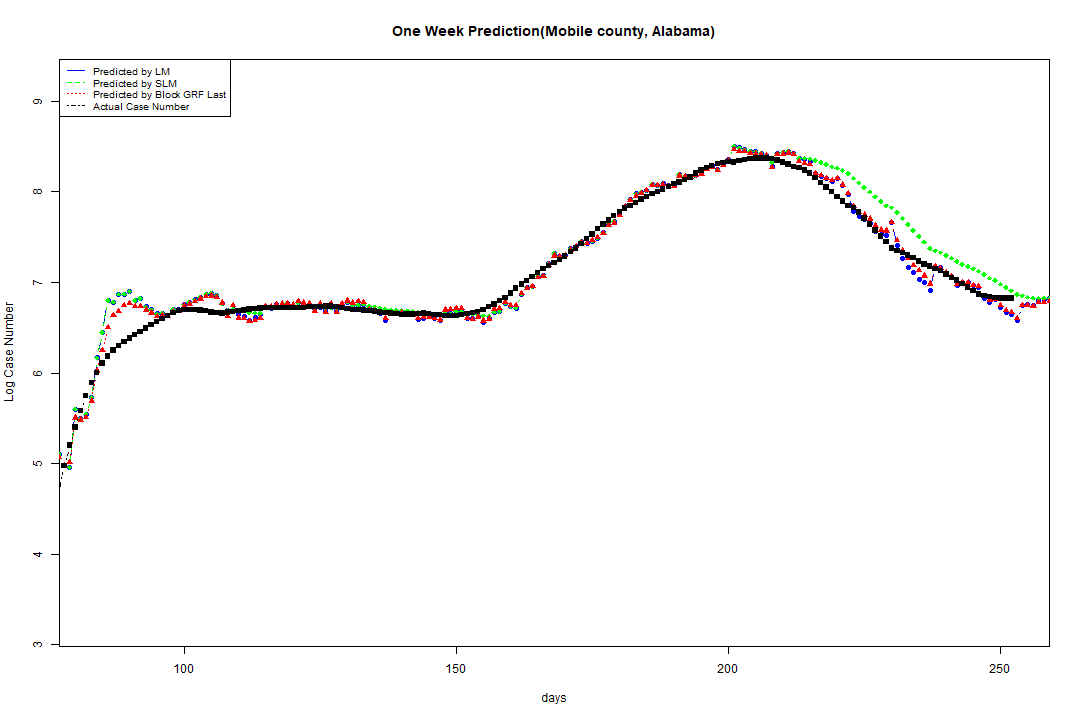 One Week Prediction(Mobile county, Alabama)
Predicted by LM
Predicted by SLM
Predicted by Block GRF Last
Actual Case Number
9
8
7
6
5
4
3
Log Case Number
100 150 200 250
days